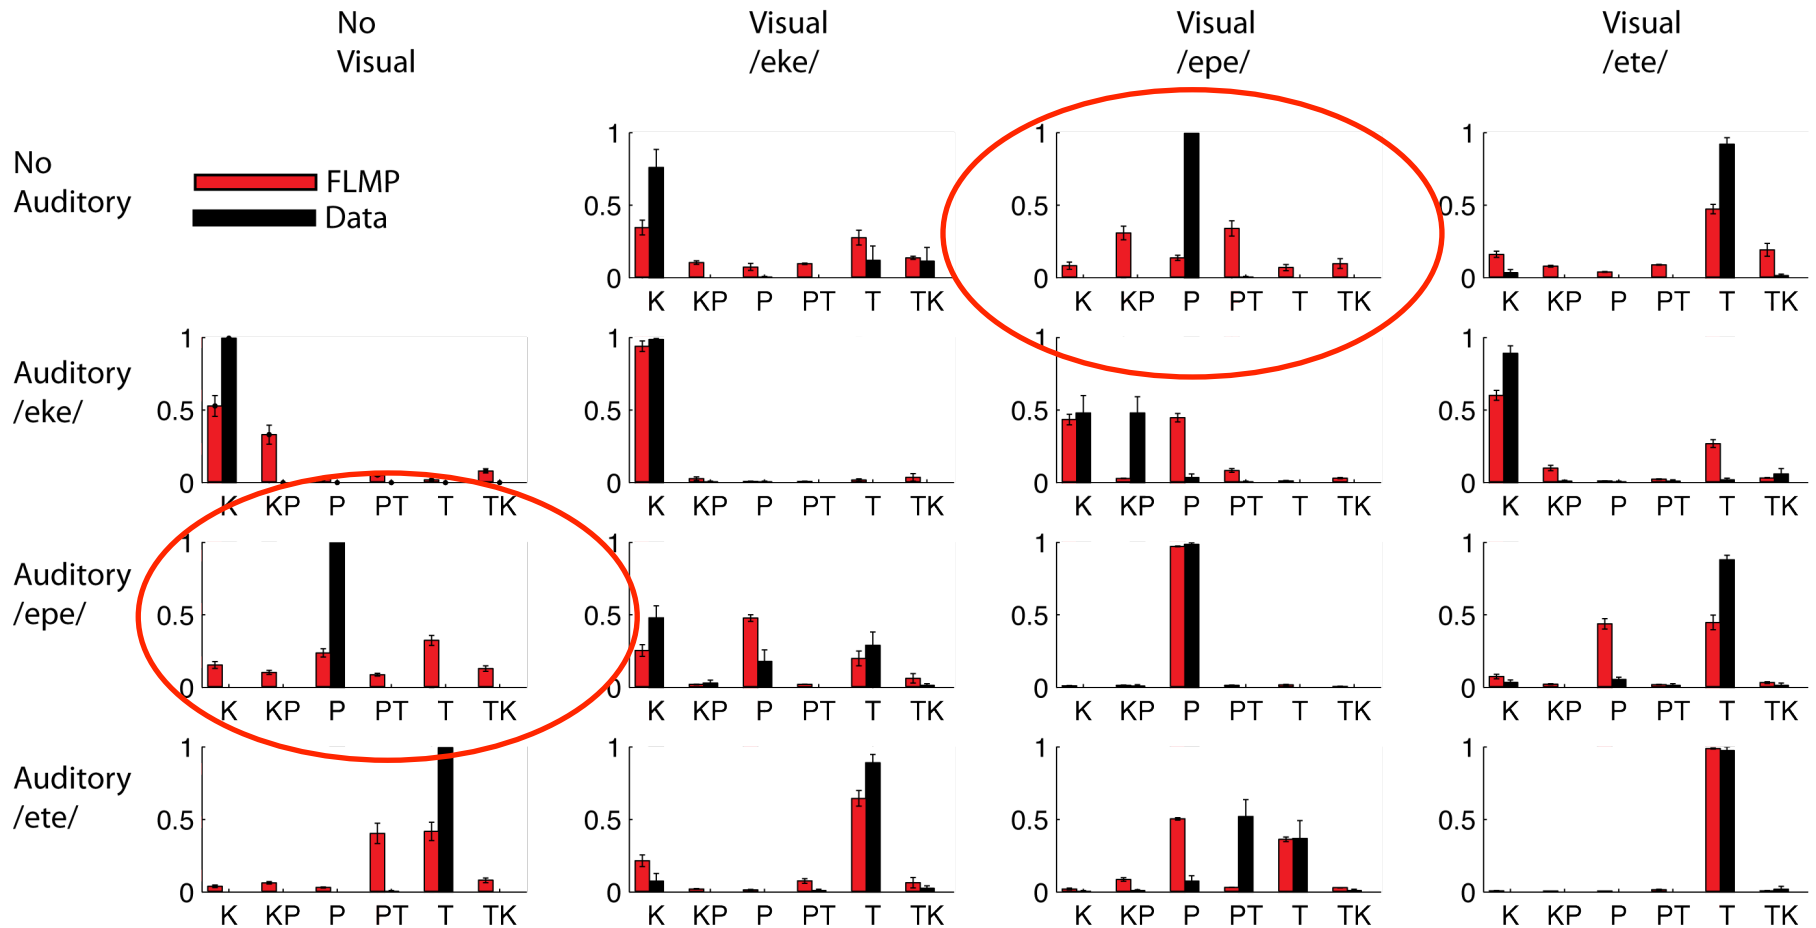 No
Visual
Visual
/eke/
Visual
/epe/
Visual
/ete/
No
Auditory
FLMP
Data
1
0.5
0
K KP P PT T TK
1
0.5
0
K KP P PT T TK
1
0.5
0
K KP P PT T TK
Auditory
/eke/
1
0.5
0
K KP P PT T TK
1
0.5
0
K KP P PT T TK
1
0.5
0
K KP P PT T TK
1
0.5
0
K KP P PT T TK
Auditory
/epe/
1
0.5
0
K KP P PT T TK
1
0.5
0
K KP P PT T TK
1
0.5
0
K KP P PT T TK
1
0.5
0
K KP P PT T TK
Auditory
/ete/
1
0.5
0
K KP P PT T TK
1
0.5
0
K KP P PT T TK
1
0.5
0
K KP P PT T TK
1
0.5
0
K KP P PT T TK